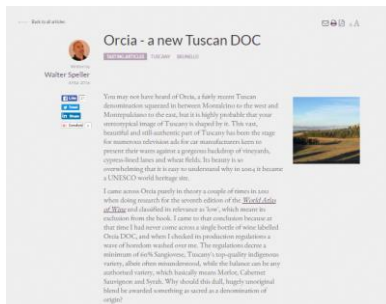 Back to all articles
A A
Orcia - a new Tuscan DOC
TUSCANY
BRUNELLO
Written by
Walter Speller
Like
Tweet
Share
You may not have heard of Orcia, a fairly recent Tuscan
denomination squeezed in between Montalcino to the west and
Montepulciano to the east, but it is highly probable that your
stereotypical image of Tuscany is shaped by it. This vast,
beautiful and still authentic part of Tuscany has been the stage
for numerous television ads for car manufacturers keen to
present their wares against a gorgeous backdrop of vineyards,
cypress-lined lanes and wheat fields. Its beauty is so
overwhelming that it is easy to understand why in 2004 it became
a UNESCO world heritage site.
I came across Orcia purely in theory a couple of times in 2012
when doing research for the seventh edition of the World Atlas
of Wine and classified its relevance as 'low', which meant its
exclusion from the book. I came to that conclusion because at
that time I had never come across a single bottle of wine labelled
Orcia DOC, and when I checked its production regulations a
wave of boredom washed over me. The regulations decree a
minimum of 60% Sangiovese, Tuscany's top-quality indigenous
variety, albeit often misunderstood, while the balance can be any
authorised variety, which basically means Merlot, Cabernet
Sauvignon and Syrah. Why should this dull, hugely unoriginal
blend be awarded something as sacred as a denomination of
origin?